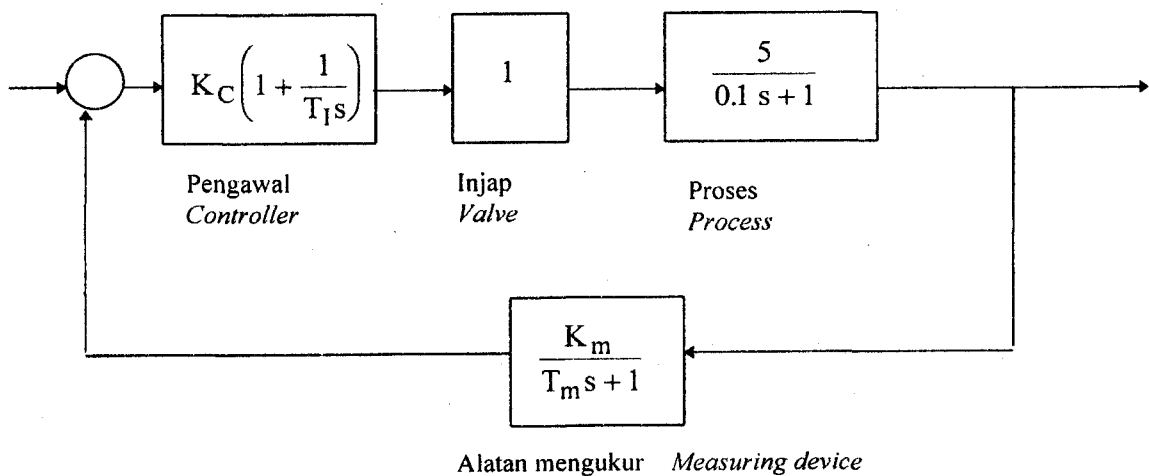 K_C(1 + 1/(T_I s))
1
5/(0.1 s + 1)
Pengawal
Controller
Injap
Valve
Proses
Process
K_m/(T_m s + 1)
Alatan mengukur Measuring device